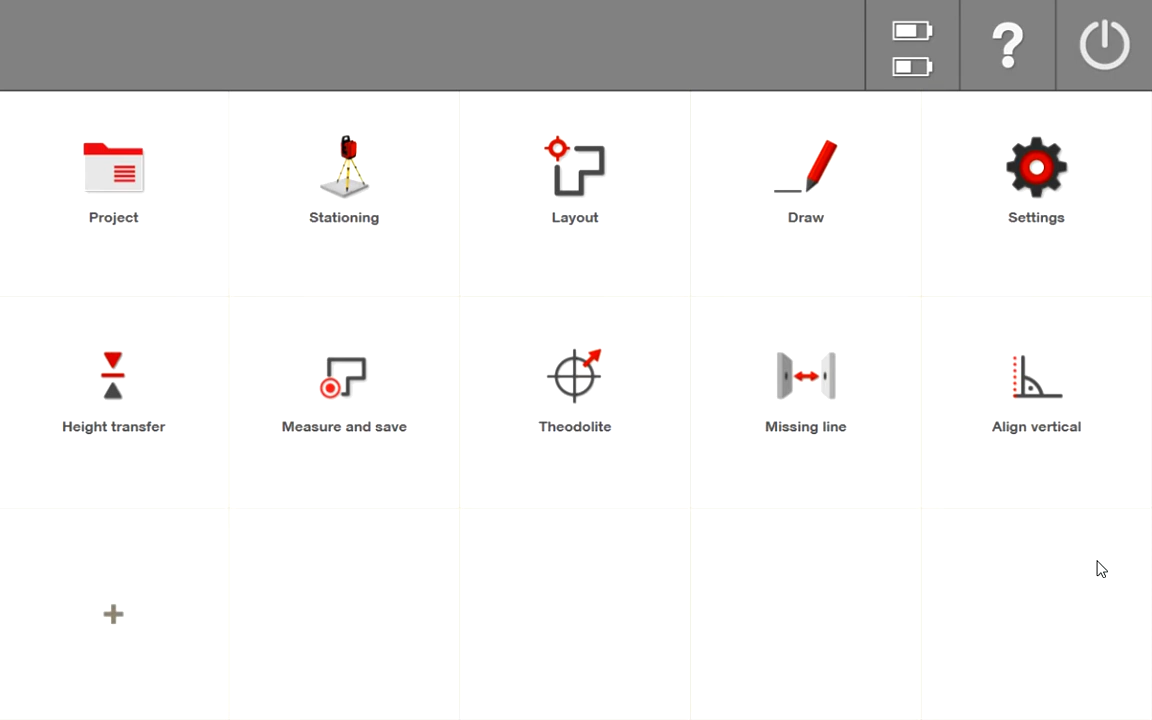 ?
Project
Stationing
Layout
Draw
Settings
Height transfer
Measure and save
Theodolite
Missing line
Align vertical
+